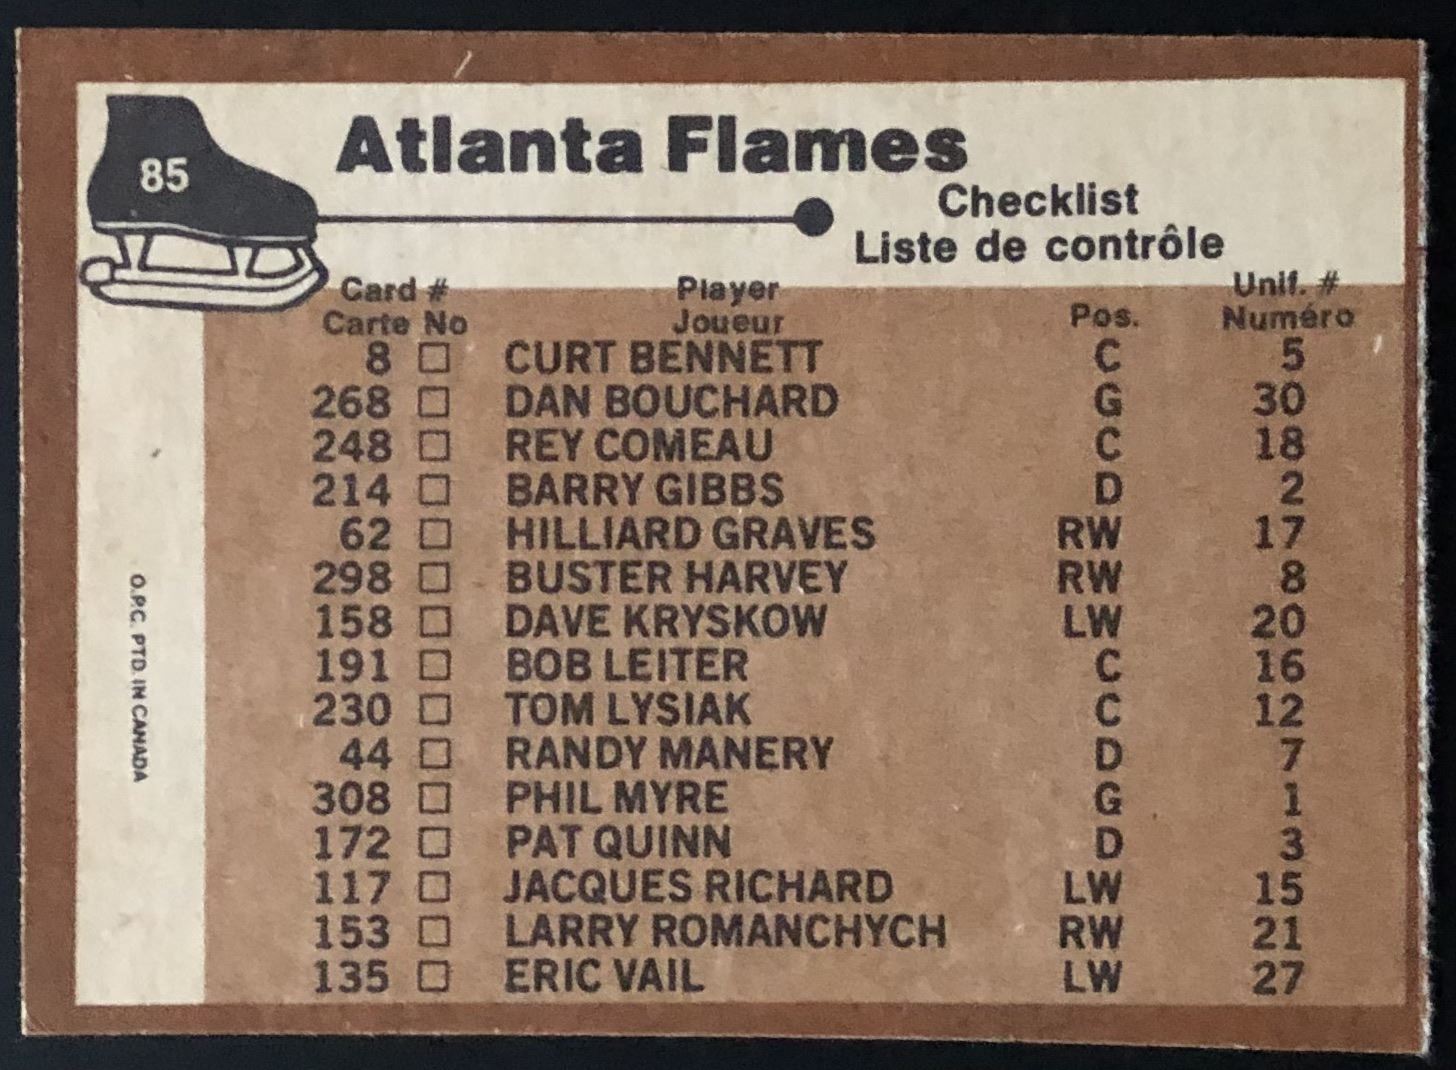 85
Atlanta Flames
Checklist
Liste de contrôle
Card # Player Unif. #
Carte No Joueur Pos. Numéro
8 □ CURT BENNETT C 5
268 □ DAN BOUCHARD G 30
248 □ REY COMEAU C 18
214 □ BARRY GIBBS D 2
62 □ HILLIARD GRAVES RW 17
298 □ BUSTER HARVEY RW 8
158 □ DAVE KRYSKOW LW 20
191 □ BOB LEITER C 16
230 □ TOM LYSIAK C 12
44 □ RANDY MANERY D 7
308 □ PHIL MYRE G 1
172 □ PAT QUINN D 3
117 □ JACQUES RICHARD LW 15
153 □ LARRY ROMANCHYCH RW 21
135 □ ERIC VAIL LW 27
O.P.C. PTD. IN CANADA